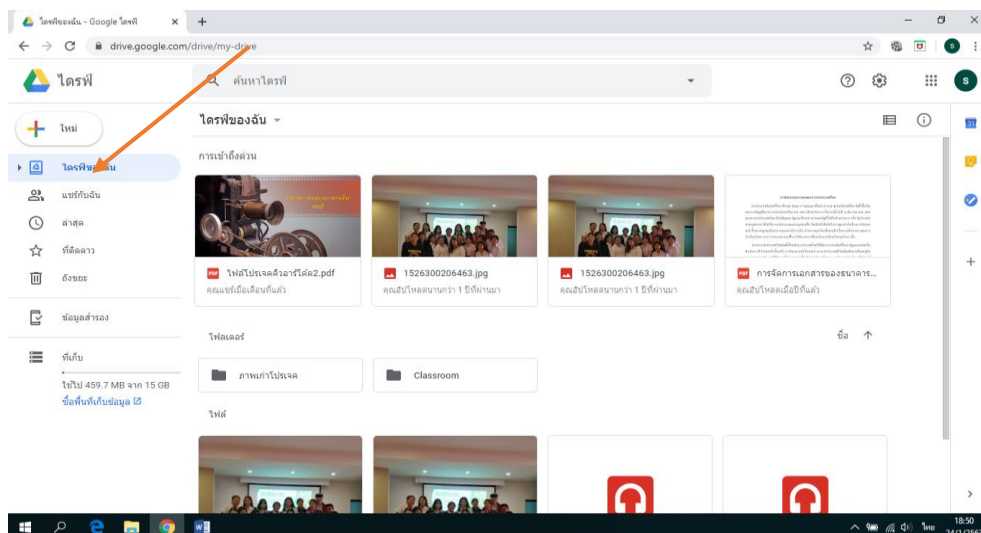 ไดรฟ์ของฉัน - Google ไดรฟ์
drive.google.com/drive/my-drive
ไดรฟ์
ค้นหาไดรฟ์
S
ใหม่
ไดรฟ์ของฉัน
แชร์กับฉัน
ล่าสุด
ที่ติดดาว
ถังขยะ
ข้อมูลสำรอง
ที่เก็บ
ใช้ไป 459.7 MB จาก 15 GB
ซื้อพื้นที่เก็บข้อมูล
ไดรฟ์ของฉัน
การเข้าถึงด่วน
PDF ไฟล์โปรเจคคิวอาร์โค้ด2.pdf
คุณแชร์เมื่อเดือนที่แล้ว
1526300206463.jpg
คุณอัปโหลดนานกว่า 1 ปีที่ผ่านมา
1526300206463.jpg
คุณอัปโหลดนานกว่า 1 ปีที่ผ่านมา
PDF การจัดการเอกสารของธนาคาร...
คุณอัปโหลดเมื่อปีที่แล้ว
โฟลเดอร์
ชื่อ
ภาพเก่าโปรเจค
Classroom
ไฟล์
31
ไทย
18:50